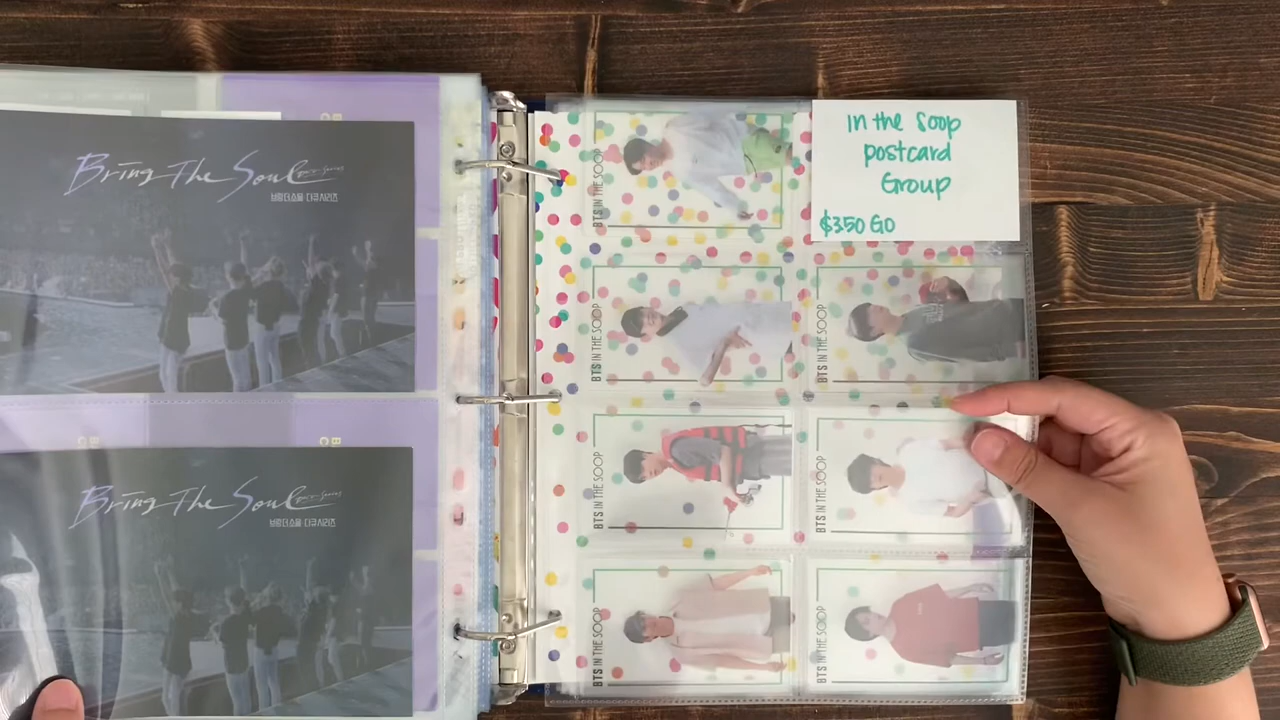 Bring The Soul
브링 더 소울 다큐시리즈
Bring The Soul
브링 더 소울 다큐시리즈
In the Soop
postcard
Group
$350 GO
BTS IN THE SOOP
BTS IN THE SOOP
BTS IN THE SOOP
BTS IN THE SOOP
BTS IN THE SOOP
BTS IN THE SOOP
BTS IN THE SOOP